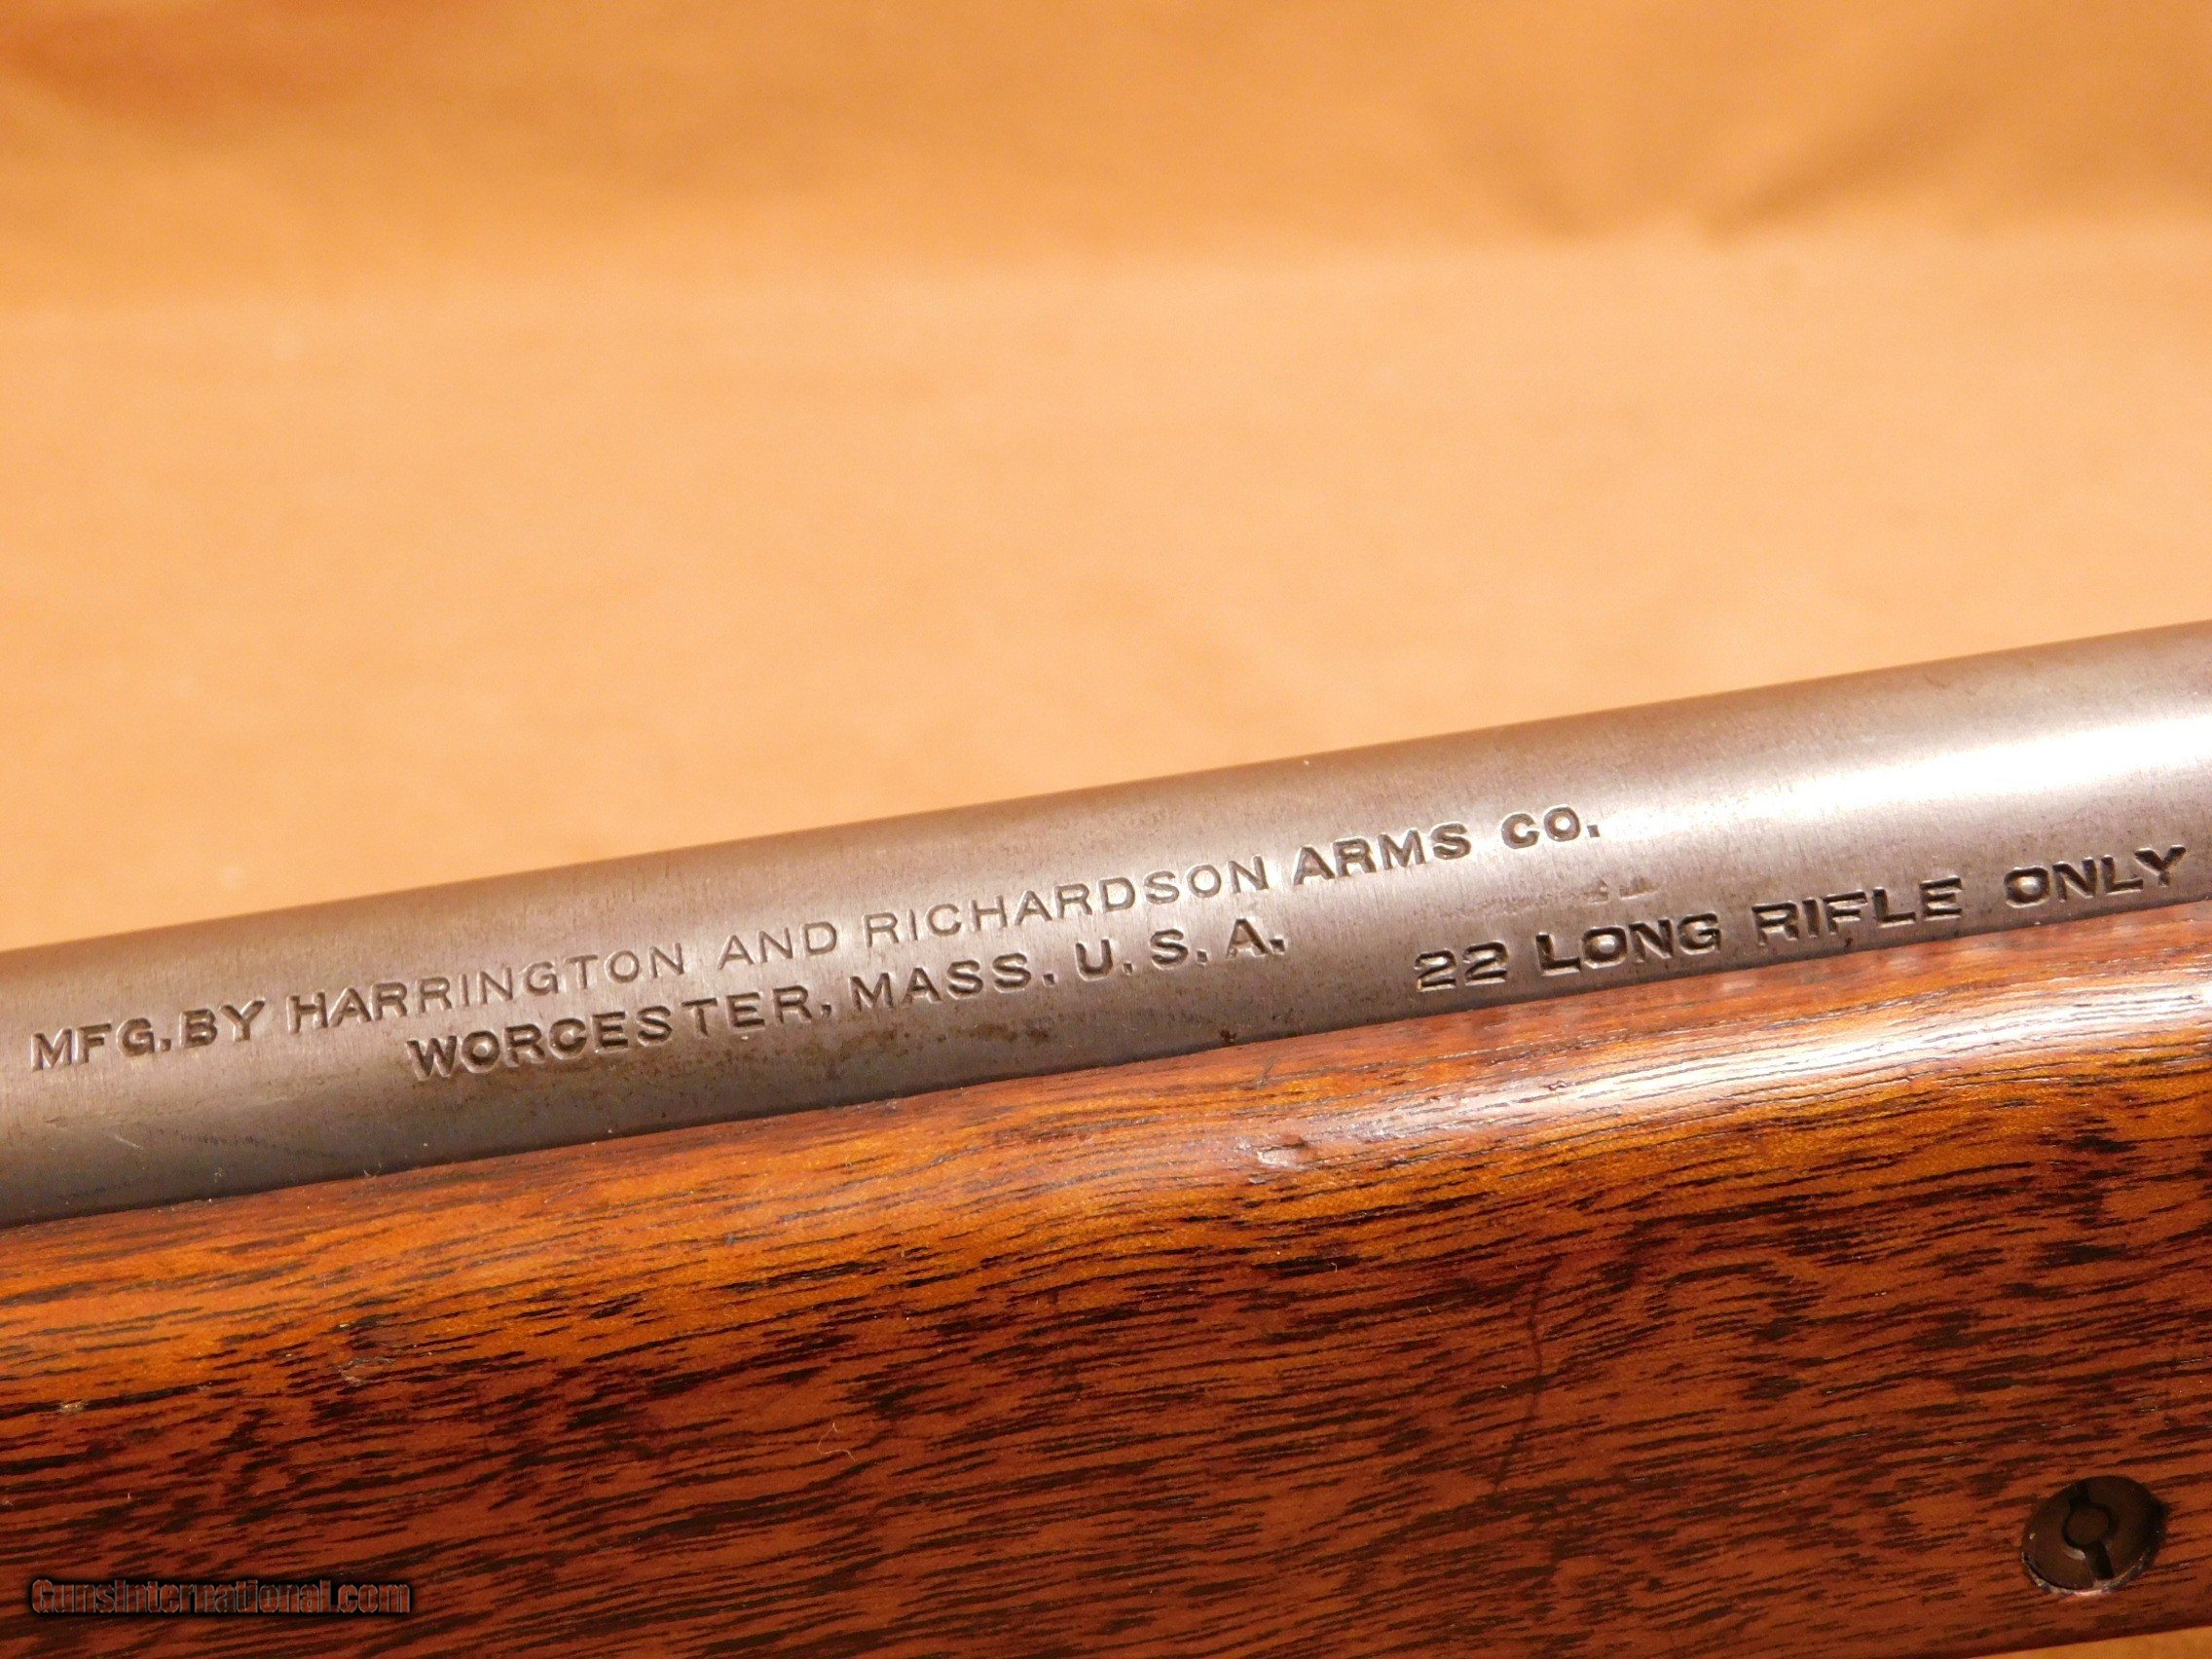 MFG. BY HARRINGTON AND RICHARDSON ARMS CO.
WORCESTER, MASS. U.S.A.
22 LONG RIFLE ONLY
GunsInternational.com